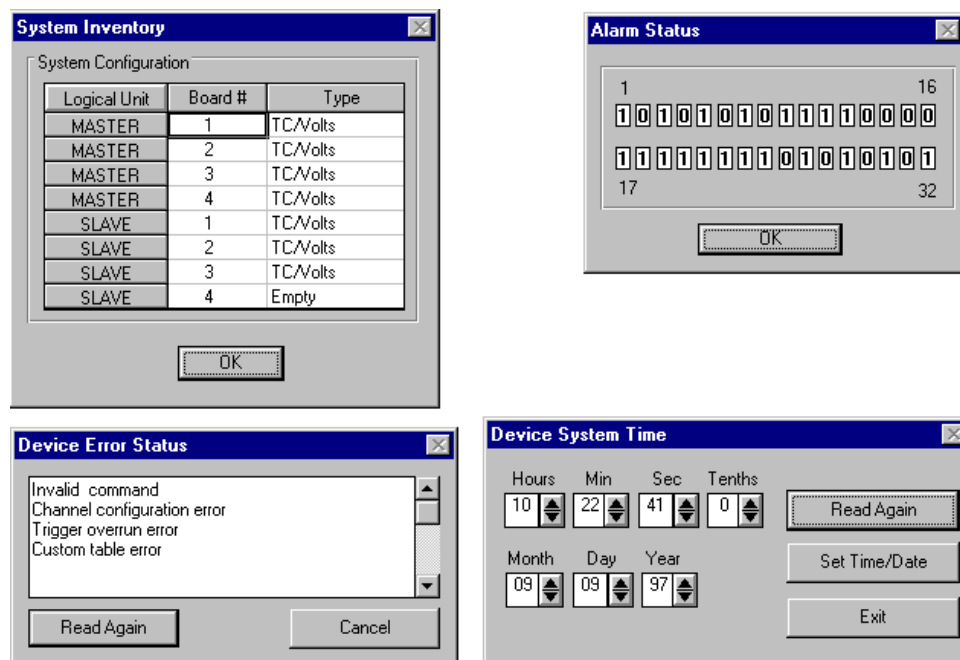 System Inventory
System Configuration
Logical Unit Board # Type
MASTER 1 TC/Volts
MASTER 2 TC/Volts
MASTER 3 TC/Volts
MASTER 4 TC/Volts
SLAVE 1 TC/Volts
SLAVE 2 TC/Volts
SLAVE 3 TC/Volts
SLAVE 4 Empty
OK
Alarm Status
1 16
1 0 1 0 1 0 1 0 1 1 1 1 0 0 0 0
1 1 1 1 1 1 1 1 0 1 0 1 0 1 0 1
17 32
OK
Device Error Status
Invalid command
Channel configuration error
Trigger overrun error
Custom table error
Read Again Cancel
Device System Time
Hours Min Sec Tenths
10 22 41 0
Read Again
Month Day Year
09 09 97
Set Time/Date
Exit